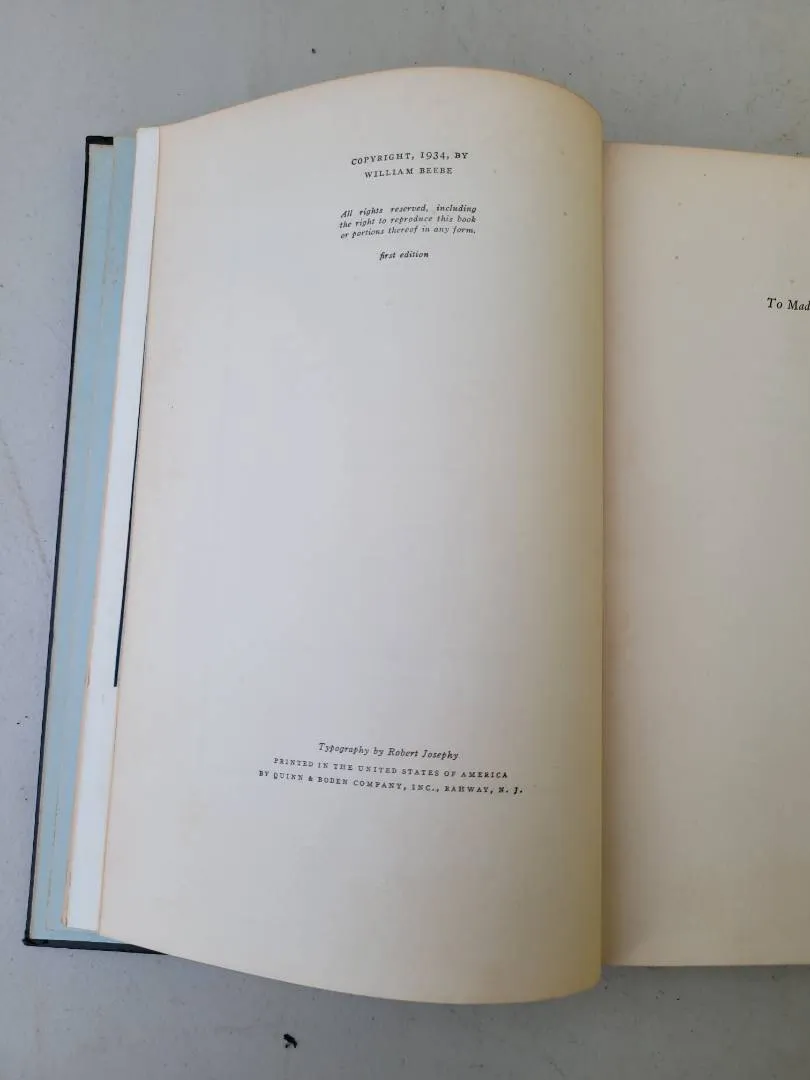 COPYRIGHT, 1934, BY
WILLIAM BEEBE
All rights reserved, including
the right to reproduce this book
or portions thereof in any form.
first edition
Typography by Robert Josephy
PRINTED IN THE UNITED STATES OF AMERICA
BY QUINN & BODEN COMPANY, INC., RAHWAY, N. J.
To Mad